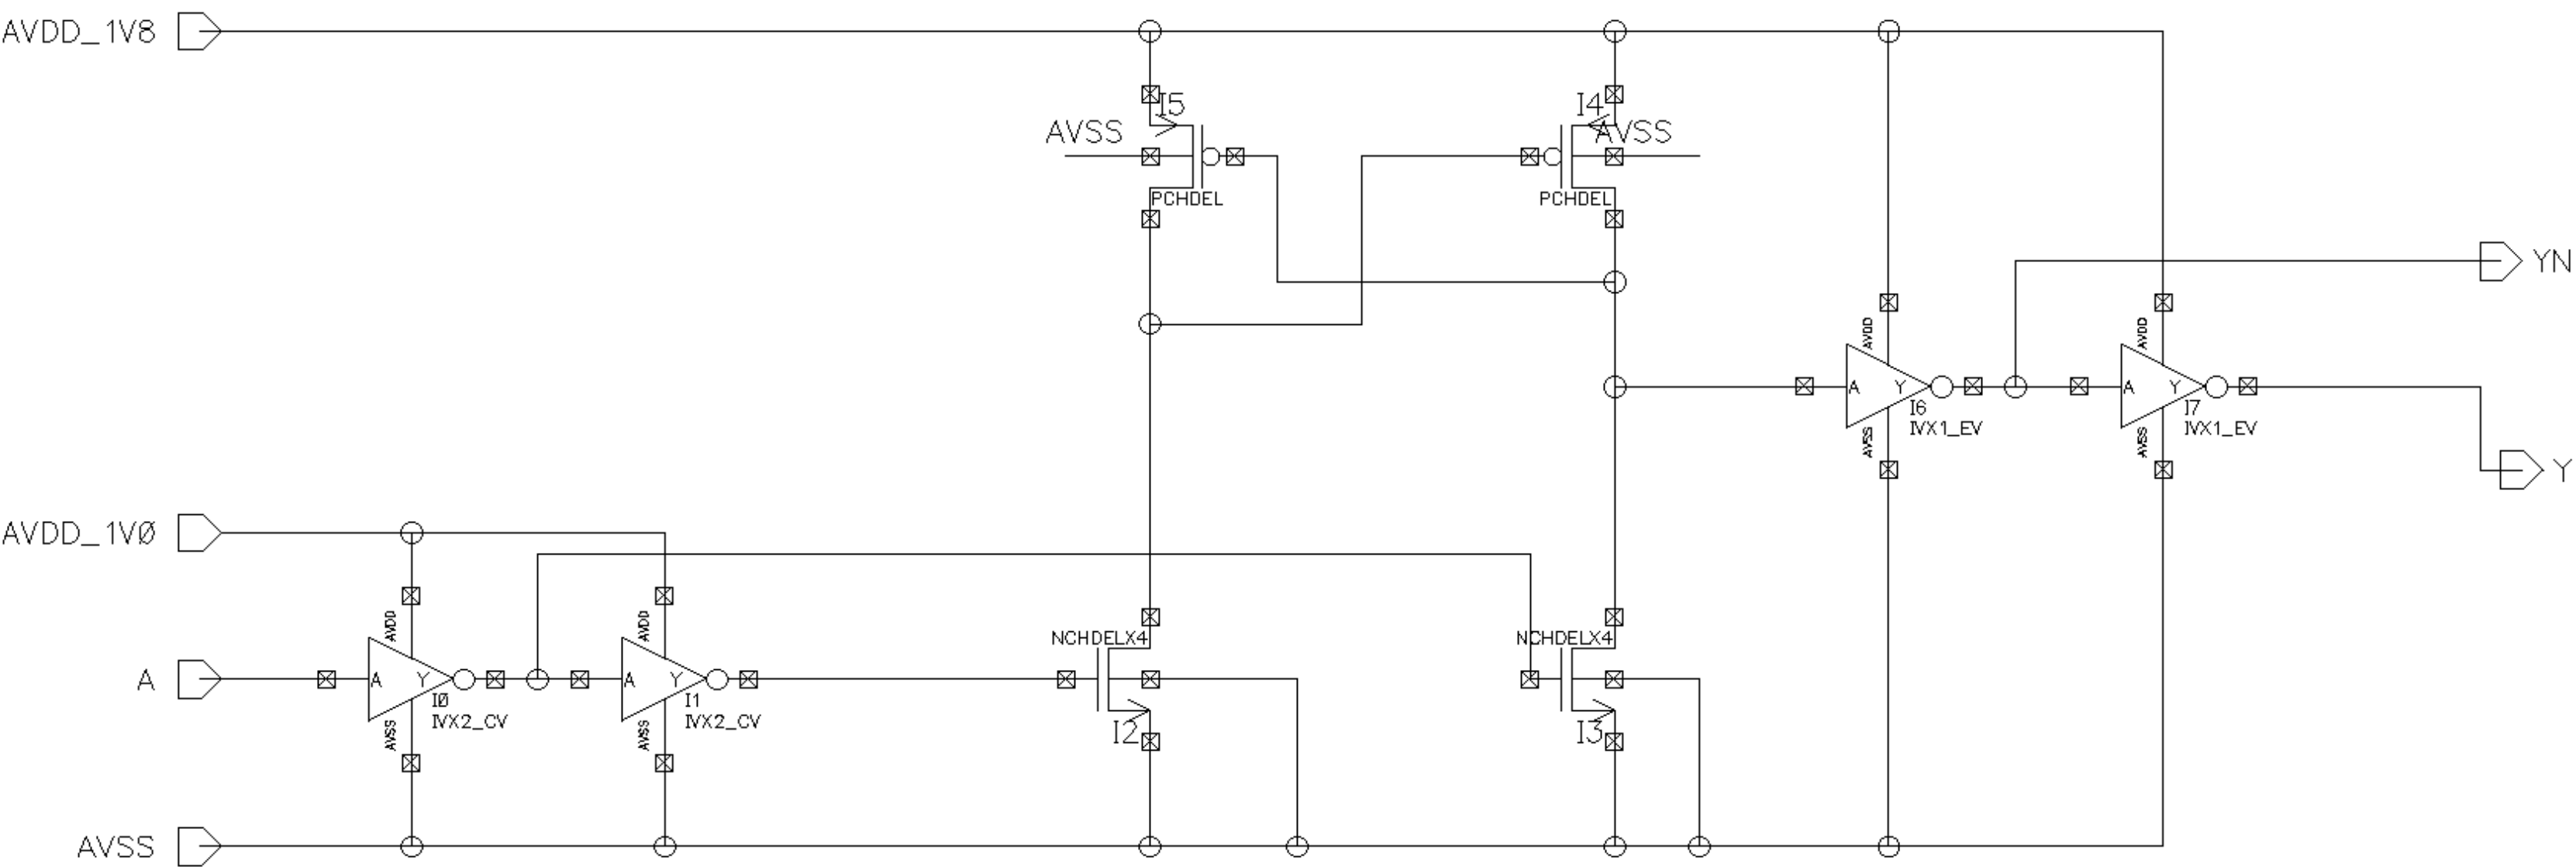 AVDD_1V8
I5
I4
AVSS
AVSS
PCHDEL
PCHDEL
YN
AVDD
AVDD
A
Y
A
Y
I6
I7
IVX1_EV
IVX1_EV
AVSS
AVSS
Y
AVDD_1V0
AVDD
AVDD
NCHDELX4
NCHDELX4
A
A
Y
A
Y
I0
I1
IVX2_CV
IVX2_CV
AVSS
AVSS
I2
I3
AVSS